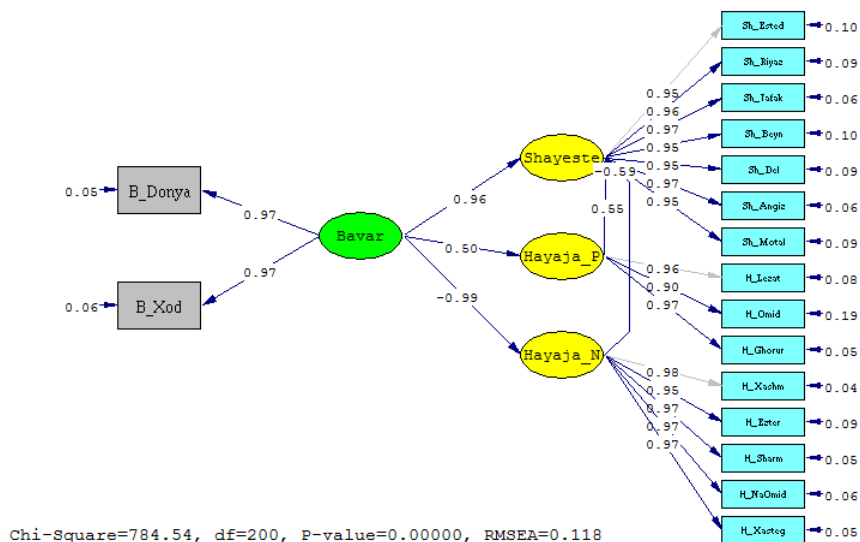 Sh_Ested
0.10
Sh_Riyaz
0.09
0.95
0.96
Sh_Tafak
0.06
0.97
Sh_Beyn
0.10
0.95
Shayeste
-0.59
0.95
Sh_Del
0.09
0.97
Sh_Angiz
0.06
0.95
0.05
B_Donya
0.97
0.96
0.55
Sh_Motal
0.09
Bavar
0.50
Hayaja_P
0.96
H_Lezat
0.08
0.90
0.97
0.97
H_Omid
0.19
0.06
B_Xod
-0.99
H_Ghorur
0.05
Hayaja_N
0.98
H_Xashm
0.04
0.95
0.97
0.97
0.97
H_Ester
0.09
H_Sharm
0.05
H_NaOmid
0.06
H_Xasteg
0.05
Chi-Square=784.54, df=200, P-value=0.00000, RMSEA=0.118